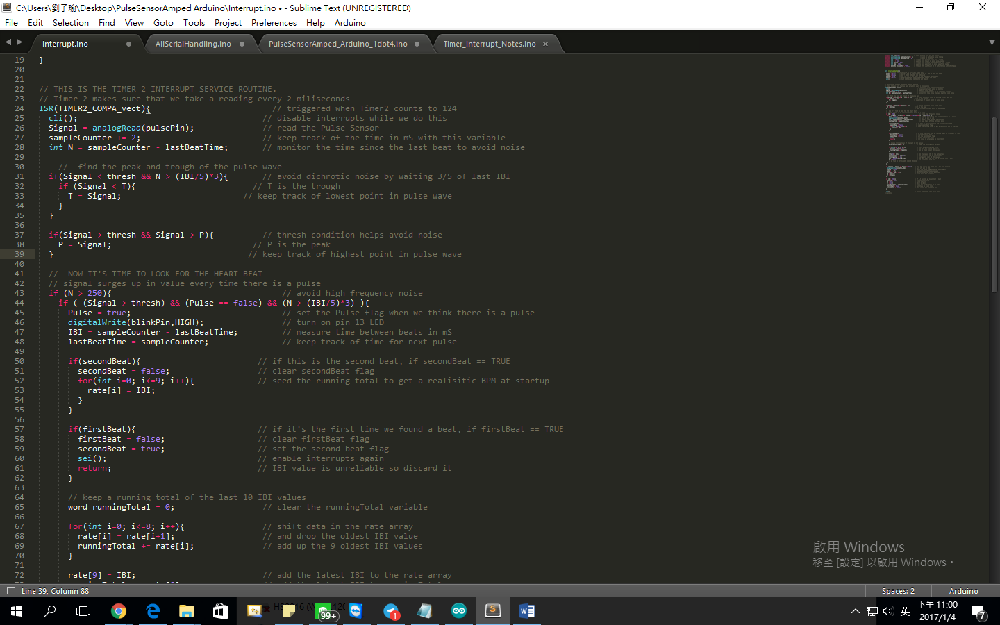 C:\Users\劉子瑜\Desktop\PulseSensorAmped Arduino\Interrupt.ino • - Sublime Text (UNREGISTERED)
File Edit Selection Find View Goto Tools Project Preferences Help Arduino
Interrupt.ino AllSerialHandling.ino PulseSensorAmped_Arduino_1dot4.ino Timer_Interrupt_Notes.ino
19 }
20
21
22 // THIS IS THE TIMER 2 INTERRUPT SERVICE ROUTINE.
23 // Timer 2 makes sure that we take a reading every 2 miliseconds
24 ISR(TIMER2_COMPA_vect){ // triggered when Timer2 counts to 124
25 cli(); // disable interrupts while we do this
26 Signal = analogRead(pulsePin); // read the Pulse Sensor
27 sampleCounter += 2; // keep track of the time in mS with this variable
28 int N = sampleCounter - lastBeatTime; // monitor the time since the last beat to avoid noise
29
30 // find the peak and trough of the pulse wave
31 if(Signal < thresh && N > (IBI/5)*3){ // avoid dichrotic noise by waiting 3/5 of last IBI
32 if (Signal < T){ // T is the trough
33 T = Signal; // keep track of lowest point in pulse wave
34 }
35 }
36
37 if(Signal > thresh && Signal > P){ // thresh condition helps avoid noise
38 P = Signal; // P is the peak
39 } // keep track of highest point in pulse wave
40
41 // NOW IT'S TIME TO LOOK FOR THE HEART BEAT
42 // signal surges up in value every time there is a pulse
43 if (N > 250){ // avoid high frequency noise
44 if ( (Signal > thresh) && (Pulse == false) && (N > (IBI/5)*3) ){
45 Pulse = true; // set the Pulse flag when we think there is a pulse
46 digitalWrite(blinkPin,HIGH); // turn on pin 13 LED
47 IBI = sampleCounter - lastBeatTime; // measure time between beats in mS
48 lastBeatTime = sampleCounter; // keep track of time for next pulse
49
50 if(secondBeat){ // if this is the second beat, if secondBeat == TRUE
51 secondBeat = false; // clear secondBeat flag
52 for(int i=0; i<=9; i++){ // seed the running total to get a realisitic BPM at startup
53 rate[i] = IBI;
54 }
55 }
56
57 if(firstBeat){ // if it's the first time we found a beat, if firstBeat == TRUE
58 firstBeat = false; // clear firstBeat flag
59 secondBeat = true; // set the second beat flag
60 sei(); // enable interrupts again
61 return; // IBI value is unreliable so discard it
62 }
63
64 // keep a running total of the last 10 IBI values
65 word runningTotal = 0; // clear the runningTotal variable
66
67 for(int i=0; i<=8; i++){ // shift data in the rate array
68 rate[i] = rate[i+1]; // and drop the oldest IBI value
69 runningTotal += rate[i]; // add up the 9 oldest IBI values
70 }
71
72 rate[9] = IBI; // add the latest IBI to the rate array
啟用 Windows
移至 [設定] 以啟用 Windows。
Line 39, Column 88 Spaces: 2 Arduino
99+ 1 英 下午 11:00
2017/1/4 7